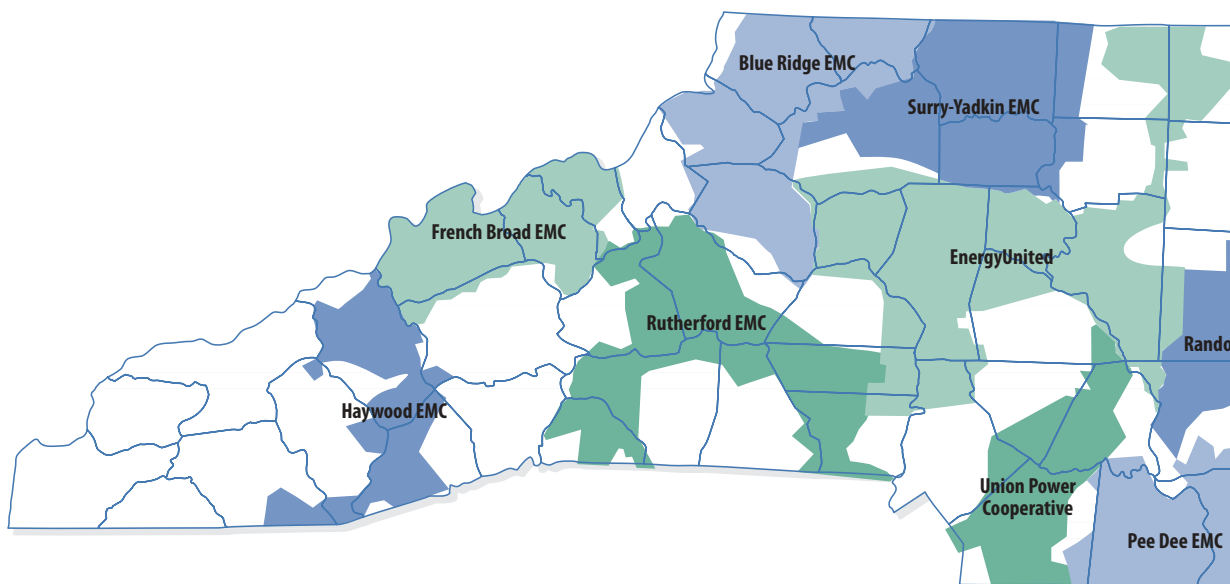 Blue Ridge EMC
Surry-Yadkin EMC
French Broad EMC
EnergyUnited
Rutherford EMC
Rando
Haywood EMC
Union Power
Cooperative
Pee Dee EMC